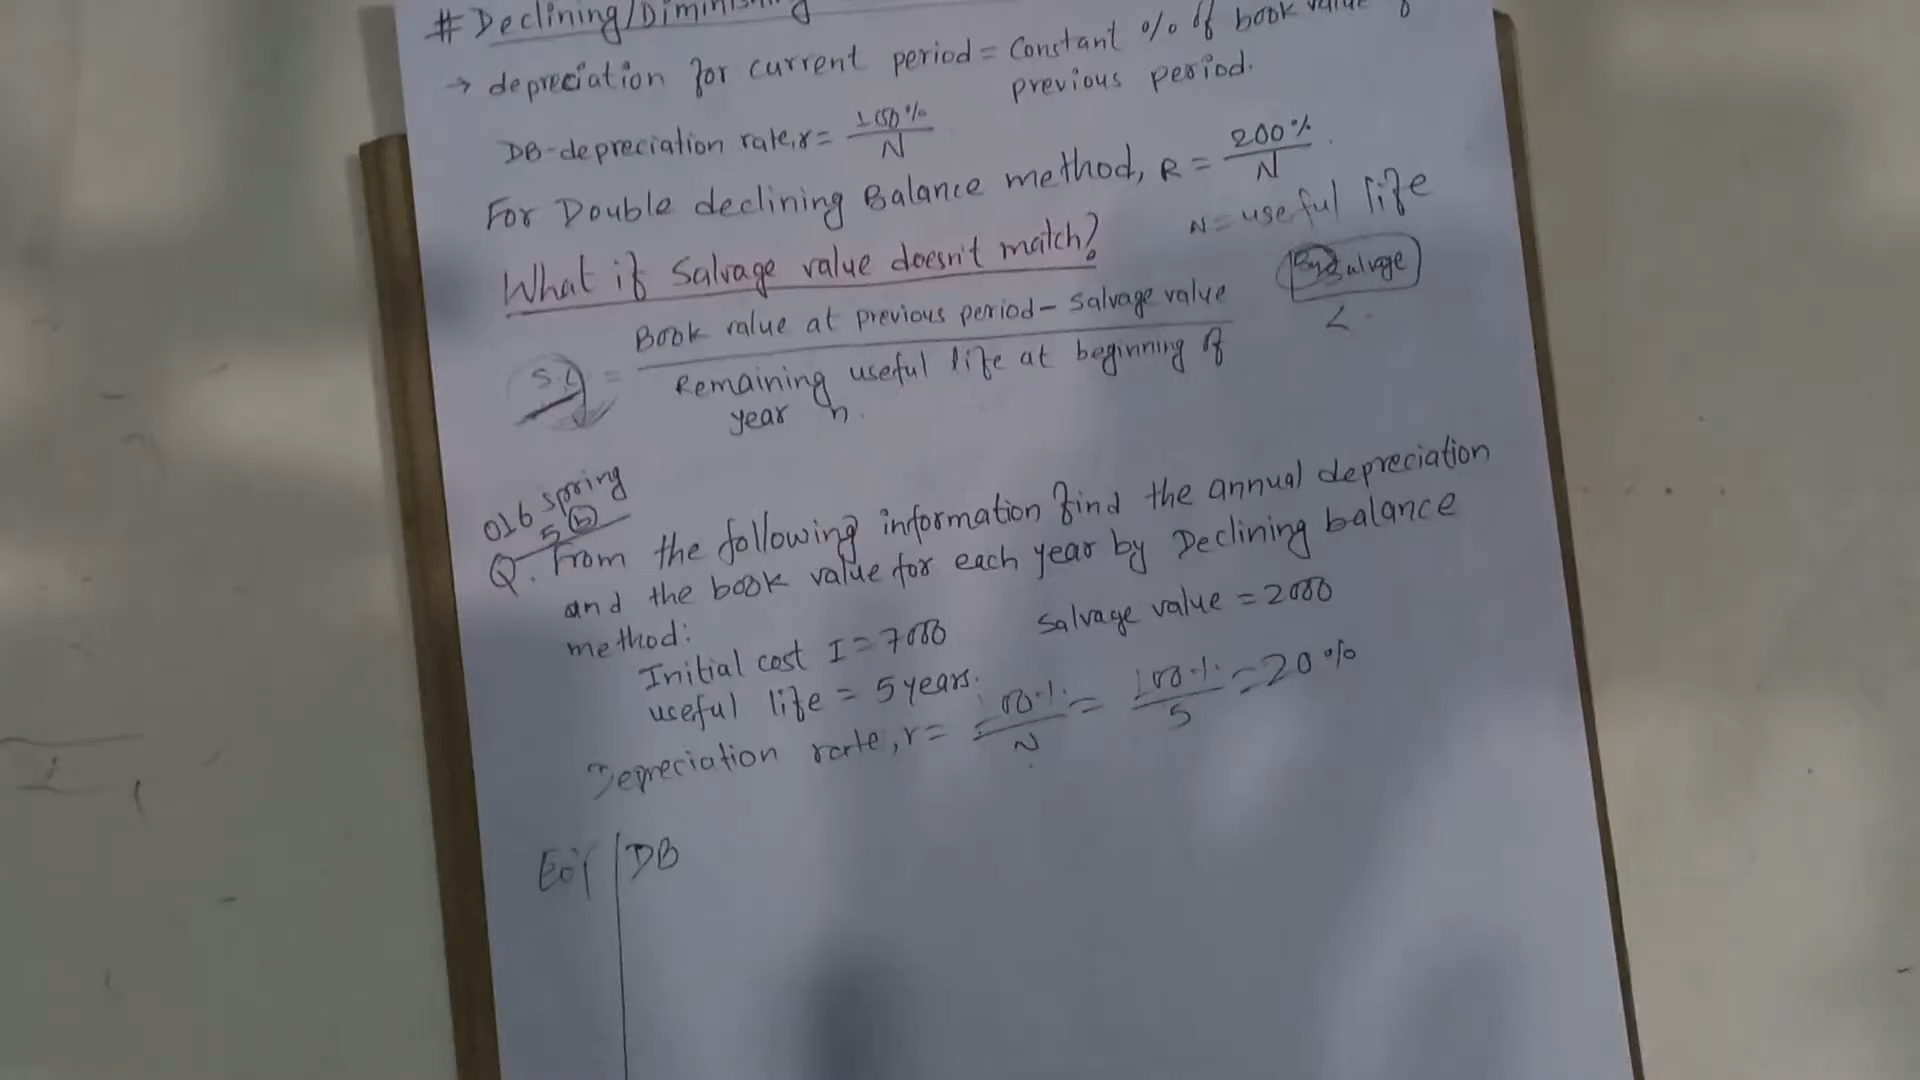 # Declining/Diminishing
→ depreciation for current period = Constant % of book value
previous period.
DB-depreciation rate, r = 100% / N
For Double declining Balance method, R = 200% / N
N = useful life
What if Salvage value doesn't match?
S.L = Book value at previous period - Salvage value / Remaining useful life at beginning of
year n.
Salvage
<
016 spring
5 (b)
Q. From the following information find the annual depreciation
and the book value for each year by Declining balance
method:
Initial cost I = 7000 Salvage value = 2000
useful life = 5 years.
Depreciation rate, r = 100% / N = 100% / 5 = 20%
EOY | DB